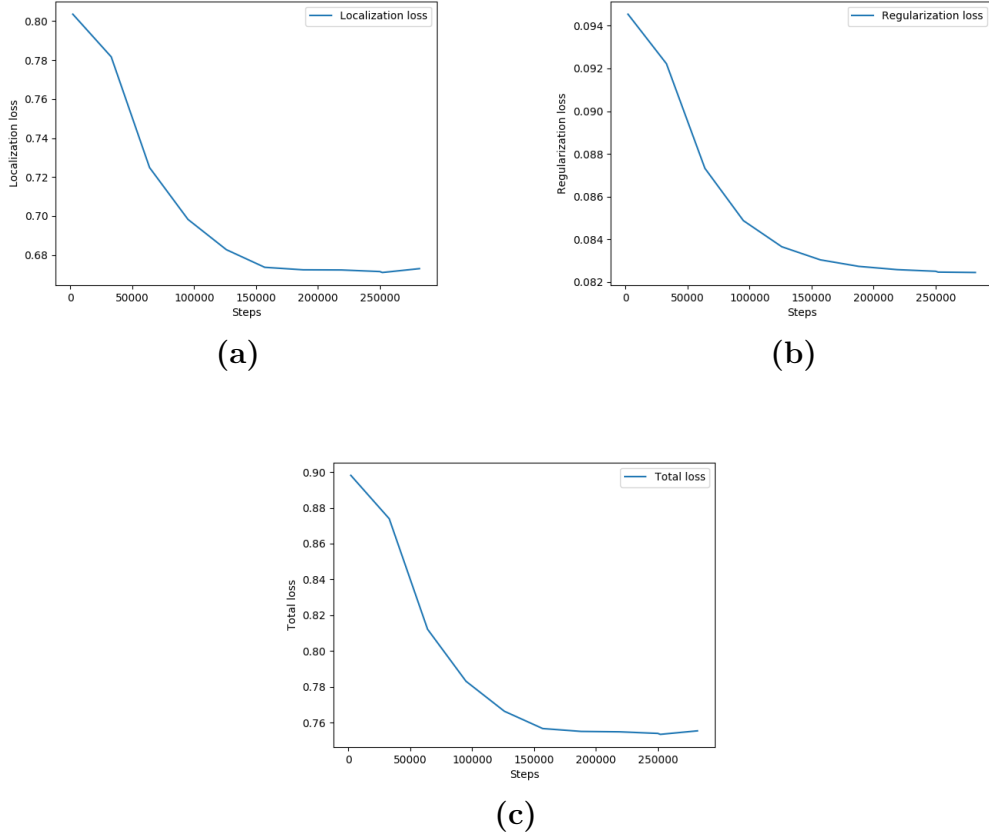 Localization loss
Localization loss
0.80
0.78
0.76
0.74
0.72
0.70
0.68
0 50000 100000 150000 200000 250000
Steps
(a)
Regularization loss
Regularization loss
0.094
0.092
0.090
0.088
0.086
0.084
0.082
0 50000 100000 150000 200000 250000
Steps
(b)
Total loss
Total loss
0.90
0.88
0.86
0.84
0.82
0.80
0.78
0.76
0 50000 100000 150000 200000 250000
Steps
(c)